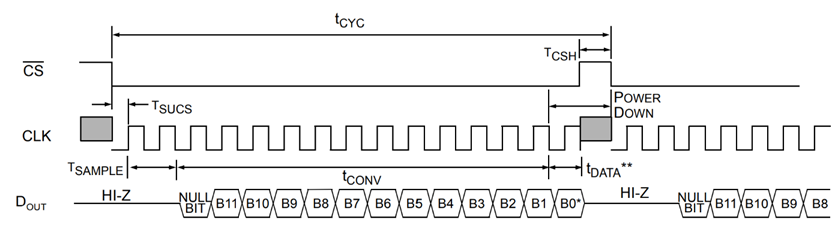 tCYC
TCSH
CS
TSUCS
POWER
DOWN
CLK
TSAMPLE
tCONV
tDATA**
DOUT
HI-Z
NULL
BIT
B11 B10 B9 B8 B7 B6 B5 B4 B3 B2 B1 B0*
HI-Z
NULL
BIT
B11 B10 B9 B8